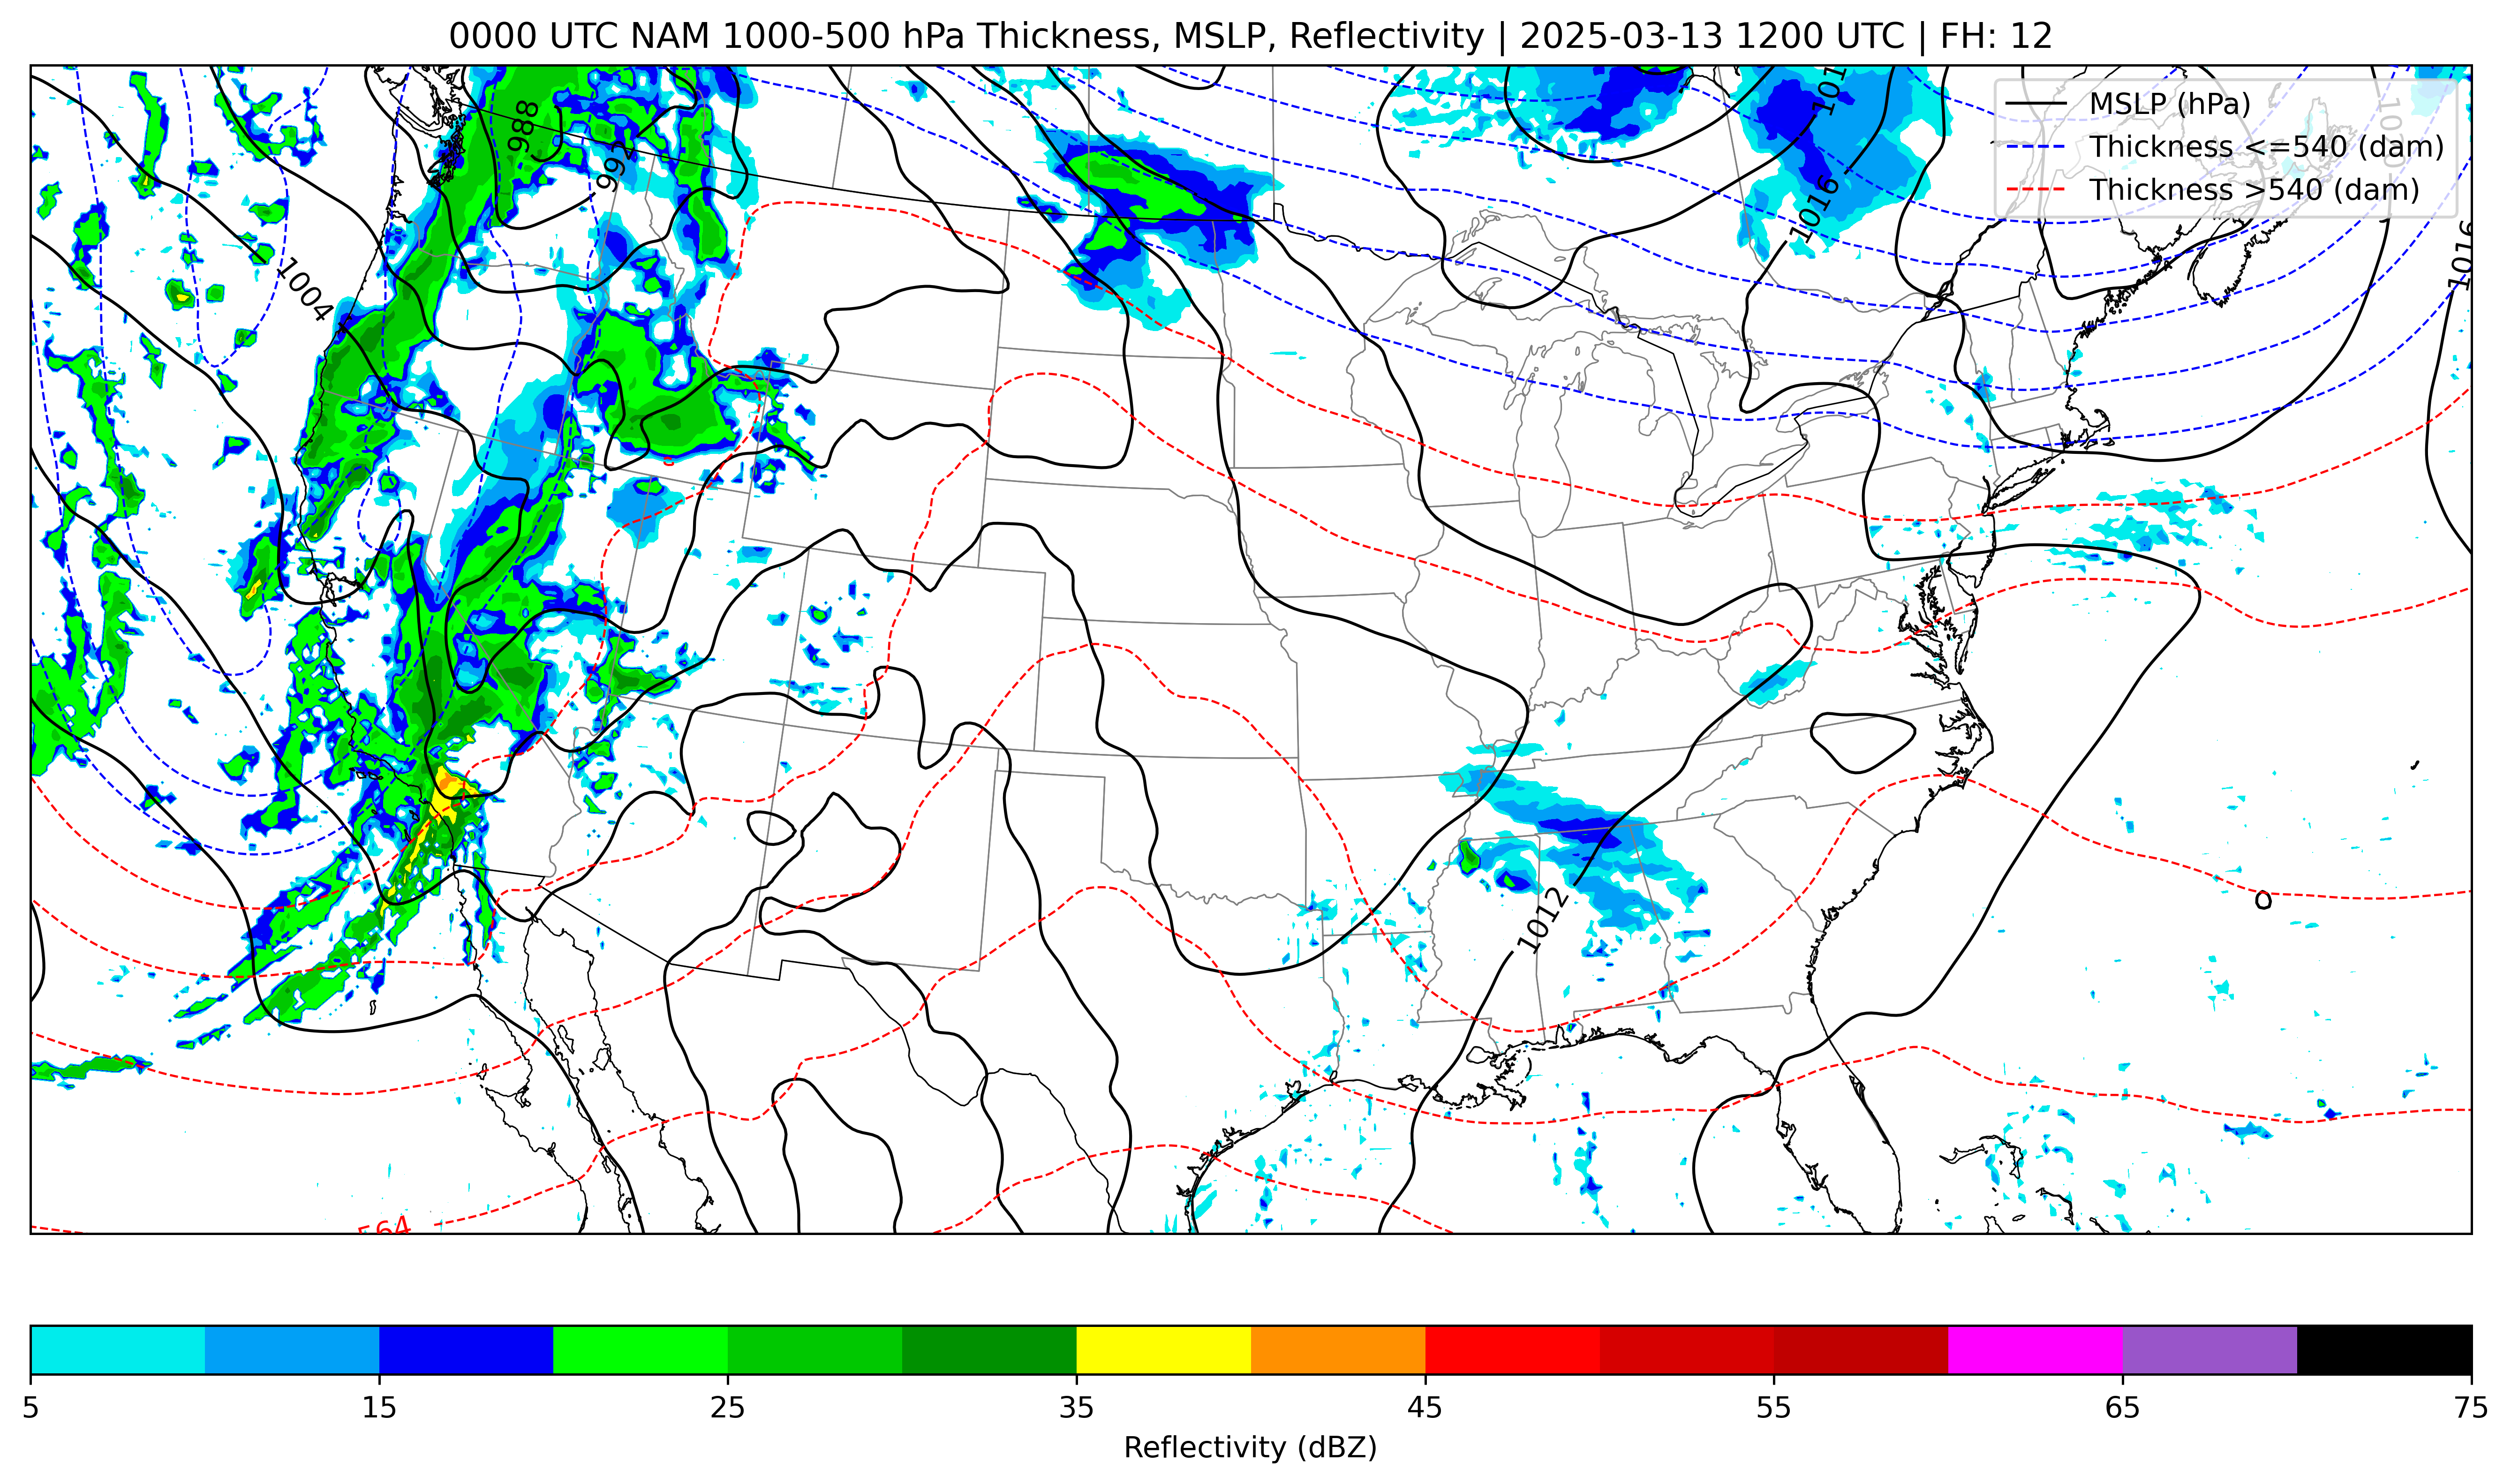 0000 UTC NAM 1000-500 hPa Thickness, MSLP, Reflectivity | 2025-03-13 1200 UTC | FH: 12
MSLP (hPa)
Thickness <=540 (dam)
Thickness >540 (dam)
988
992
1016
1016
1004
1012
564
5 15 25 35 45 55 65 75
Reflectivity (dBZ)